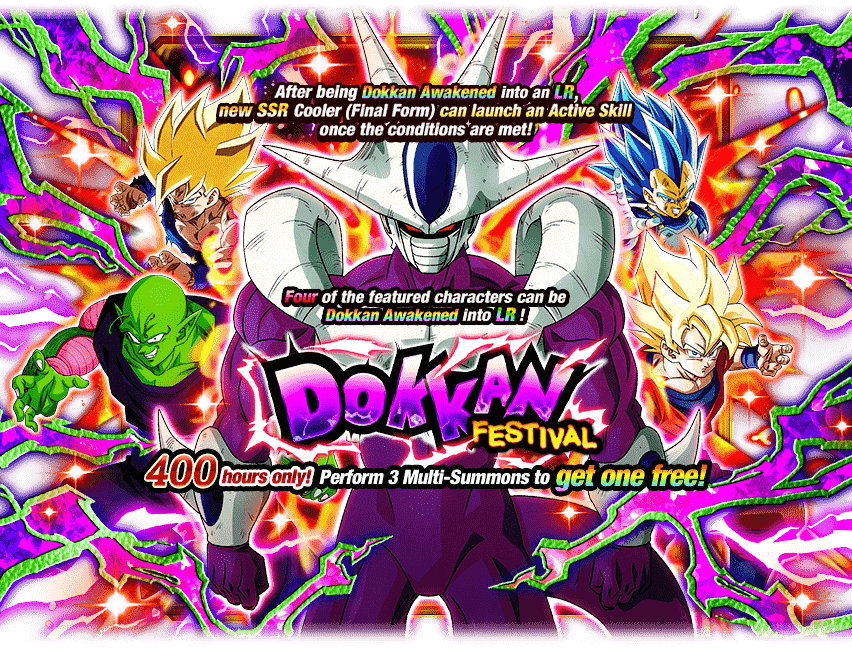 After being Dokkan Awakened into an LR,
new SSR Cooler (Final Form) can launch an Active Skill
once the conditions are met!
Four of the featured characters can be
Dokkan Awakened into LR !
DOKKAN
FESTIVAL
400 hours only! Perform 3 Multi-Summons to get one free!